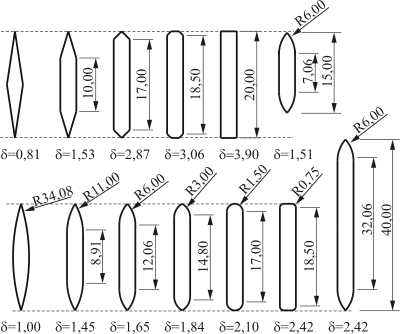 R6,00
10,00 17,00 18,50 20,00 7,06 15,00
δ=0,81 δ=1,53 δ=2,87 δ=3,06 δ=3,90 δ=1,51
R34,08 R11,00 R6,00 R3,00 R1,50 R0,75 R6,00
8,91 12,06 14,80 17,00 18,50 32,06 40,00
δ=1,00 δ=1,45 δ=1,65 δ=1,84 δ=2,10 δ=2,42 δ=2,42